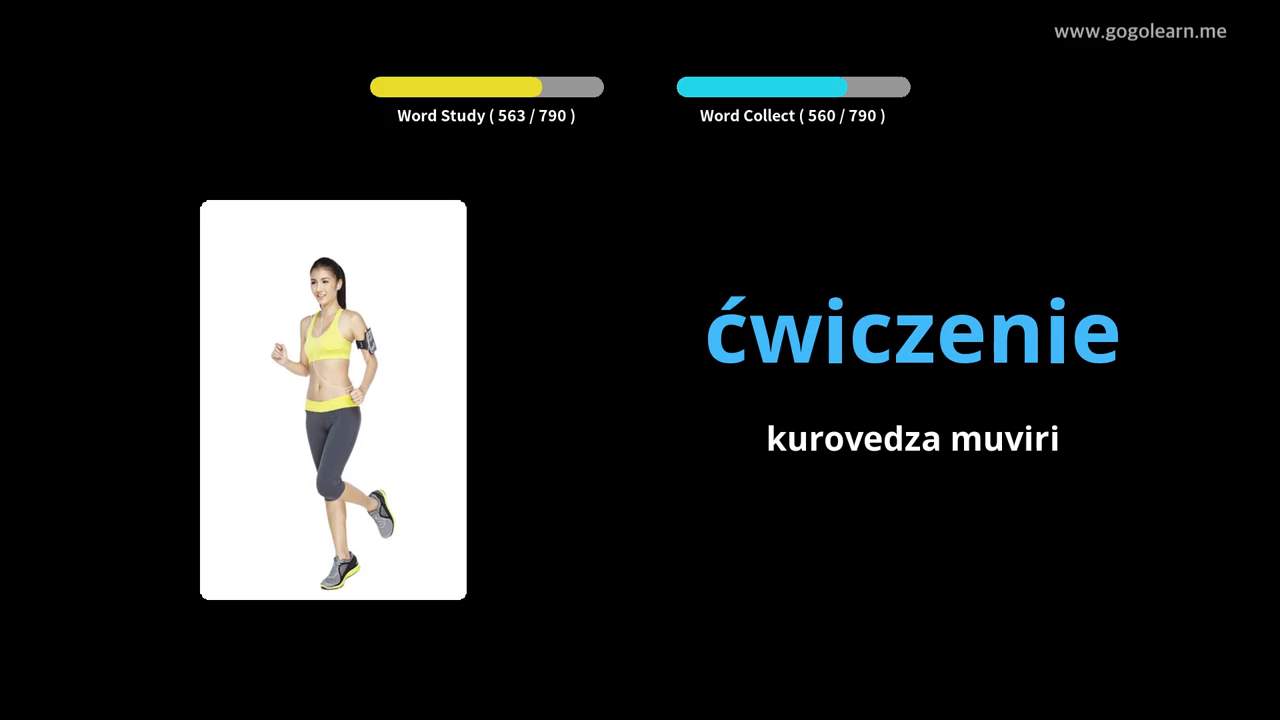 www.gogolearn.me
Word Study ( 563 / 790 )
Word Collect ( 560 / 790 )
ćwiczenie
kurovedza muviri